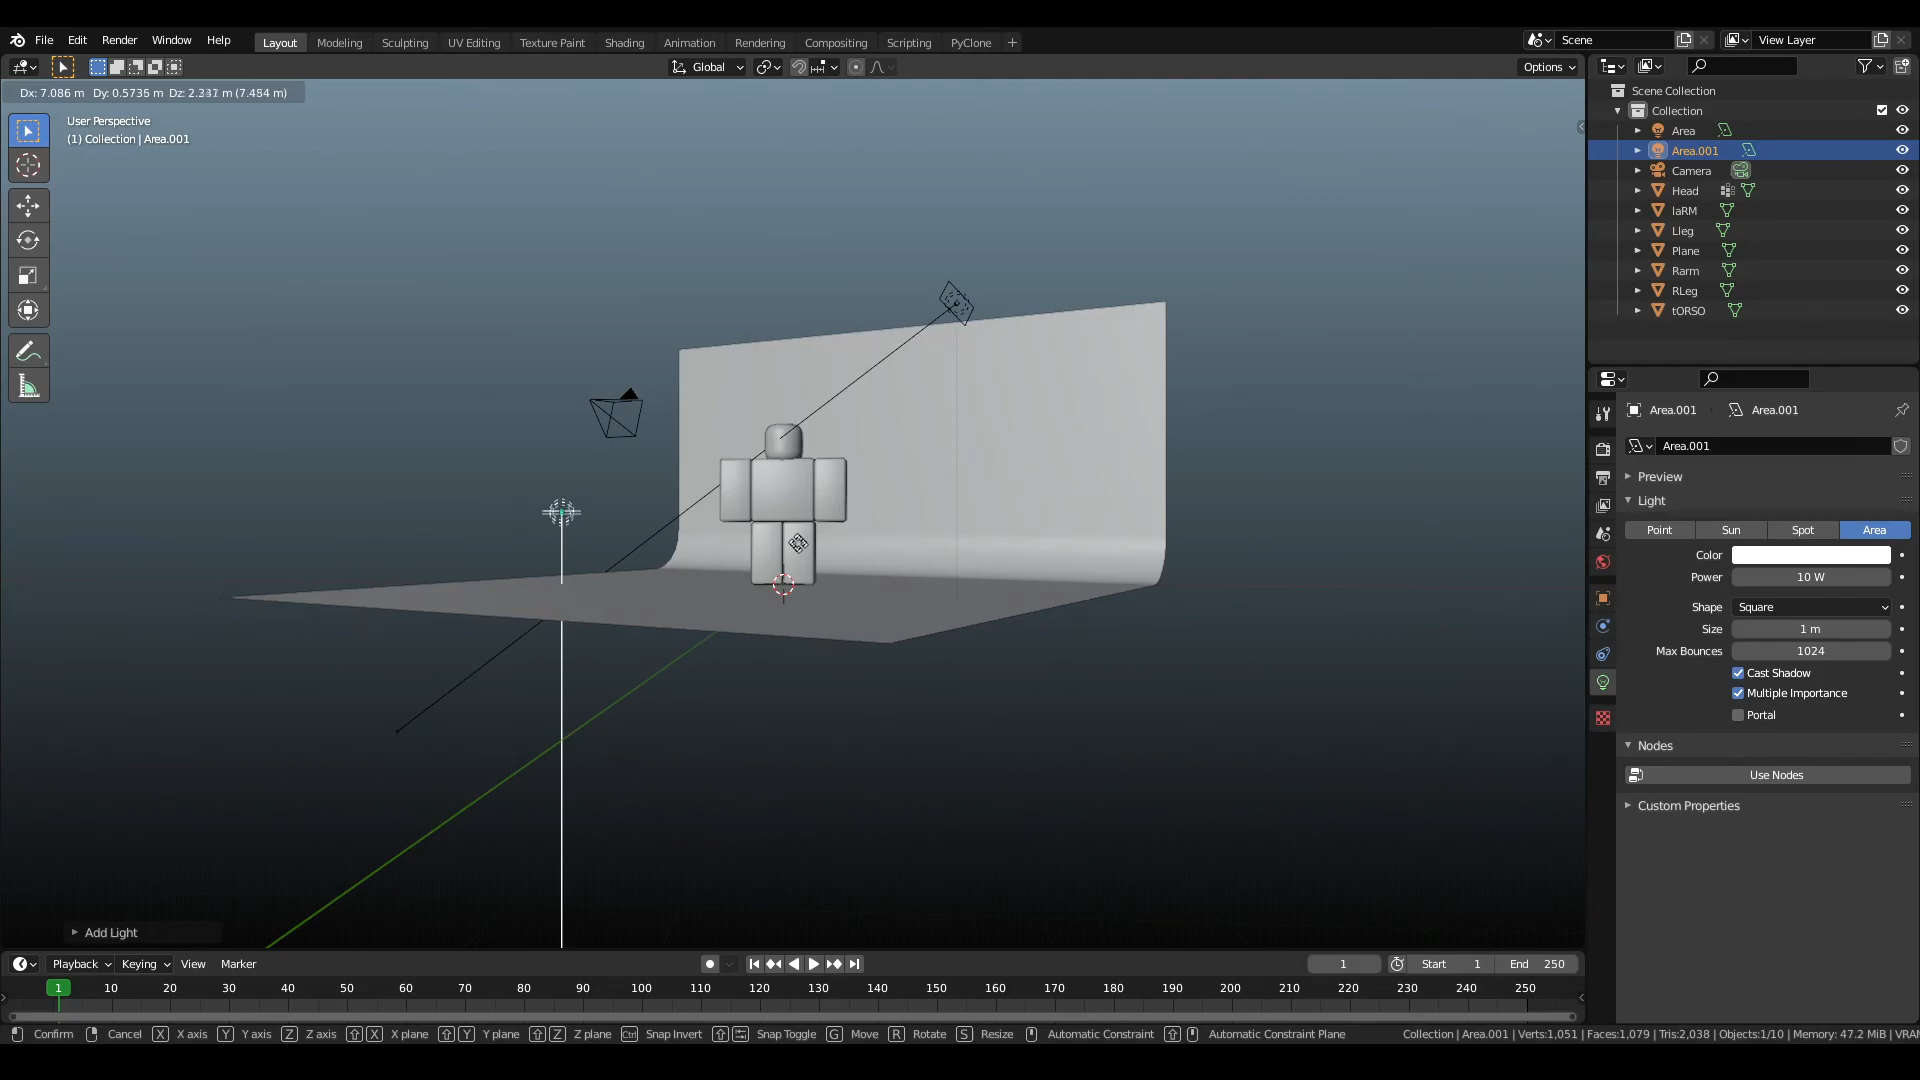 File Edit Render Window Help
Layout Modeling Sculpting UV Editing Texture Paint Shading Animation Rendering Compositing Scripting PyClone +
Scene
View Layer
Global
Options
Dx: 7.086 m Dy: 0.5736 m
(7.454 m)
User Perspective
(1) Collection | Area.001
Scene Collection
Collection
Area
Area.001
Camera
Head
laRM
Lleg
Plane
Rarm
RLeg
tORSO
Area.001 Area.001
Area.001
Preview
Light
Point Sun Spot Area
Color
Power 10 W
Shape Square
Size 1 m
Max Bounces 1024
Cast Shadow
Multiple Importance
Portal
Nodes
Use Nodes
Custom Properties
Add Light
Playback Keying View Marker
1 Start 1 End 250
1 10 20 30 40 50 60 70 80 90 100 110 120 130 140 150 160 170 180 190 200 210 220 230 240 250
Confirm Cancel X X axis Y Y axis Z Z axis X X plane Y Y plane Z Z plane Ctrl Snap Invert Snap Toggle G Move R Rotate S Resize Automatic Constraint Automatic Constraint Plane Collection | Area.001 | Verts:1,051 | Faces:1,079 | Tris:2,038 | Objects:1/10 | Memory: 47.2 MiB | VRA